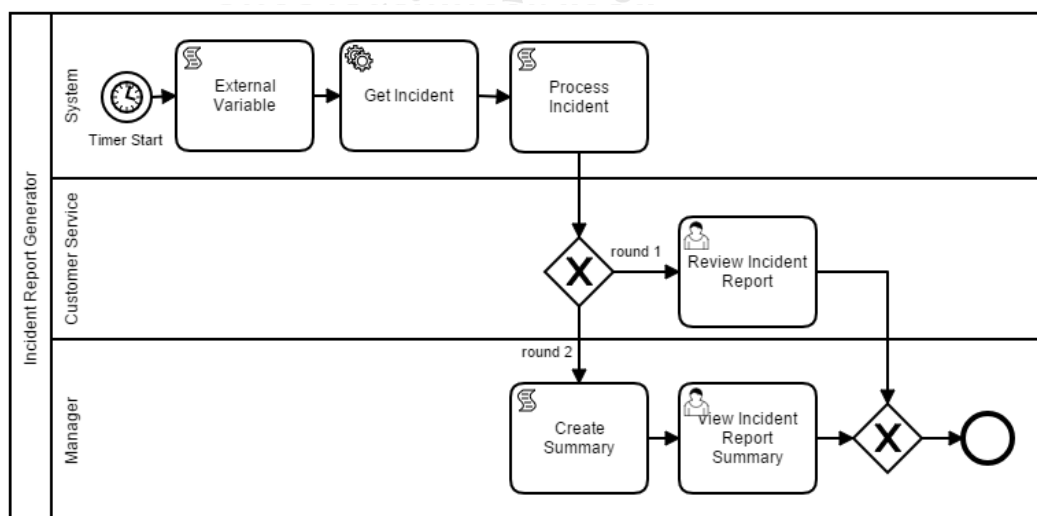 Incident Report Generator
System
Timer Start
External
Variable
Get Incident
Process
Incident
Customer Service
round 1
Review Incident
Report
Manager
round 2
Create
Summary
View Incident
Report
Summary